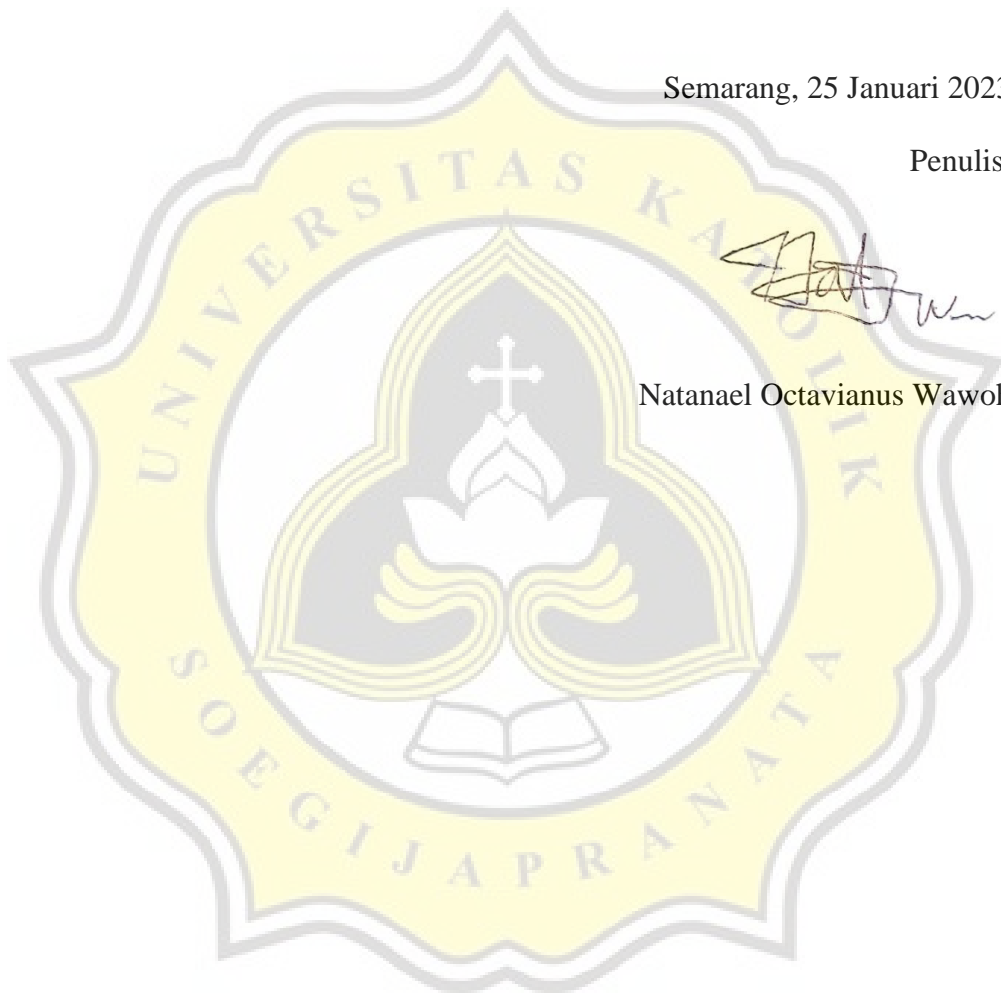 Semarang, 25 Januari 2023
Penulis
Natanael Octavianus Wawol
UNIVERSITAS KATOLIK
SOEGIJAPRANATA